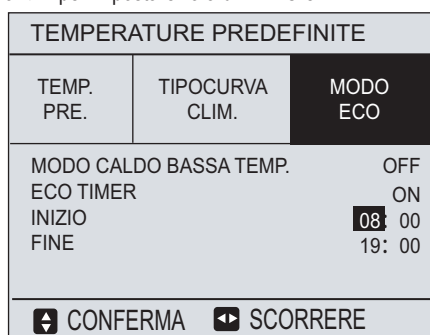 TEMPERATURE PREDEFINITE
TEMP. PRE.
TIPOCURVA CLIM.
MODO ECO
MODO CALDO BASSA TEMP. OFF
ECO TIMER ON
INIZIO 08: 00
FINE 19: 00
CONFERMA SCORRERE